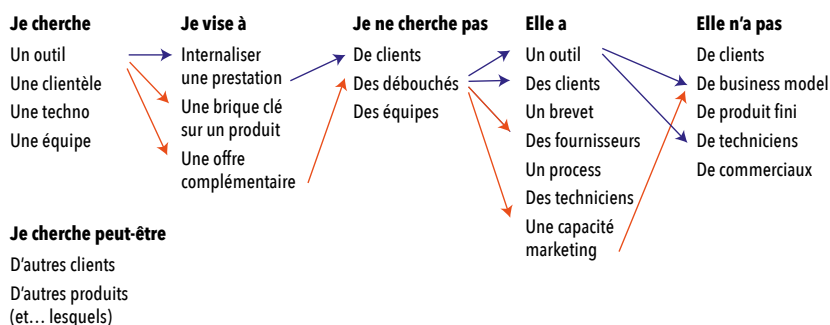 Je cherche
Un outil
Une clientèle
Une techno
Une équipe
Je cherche peut-être
D'autres clients
D'autres produits
(et… lesquels)
Je vise à
Internaliser
une prestation
Une brique clé
sur un produit
Une offre
complémentaire
Je ne cherche pas
De clients
Des débouchés
Des équipes
Elle a
Un outil
Des clients
Un brevet
Des fournisseurs
Un process
Des techniciens
Une capacité
marketing
Elle n'a pas
De clients
De business model
De produit fini
De techniciens
De commerciaux